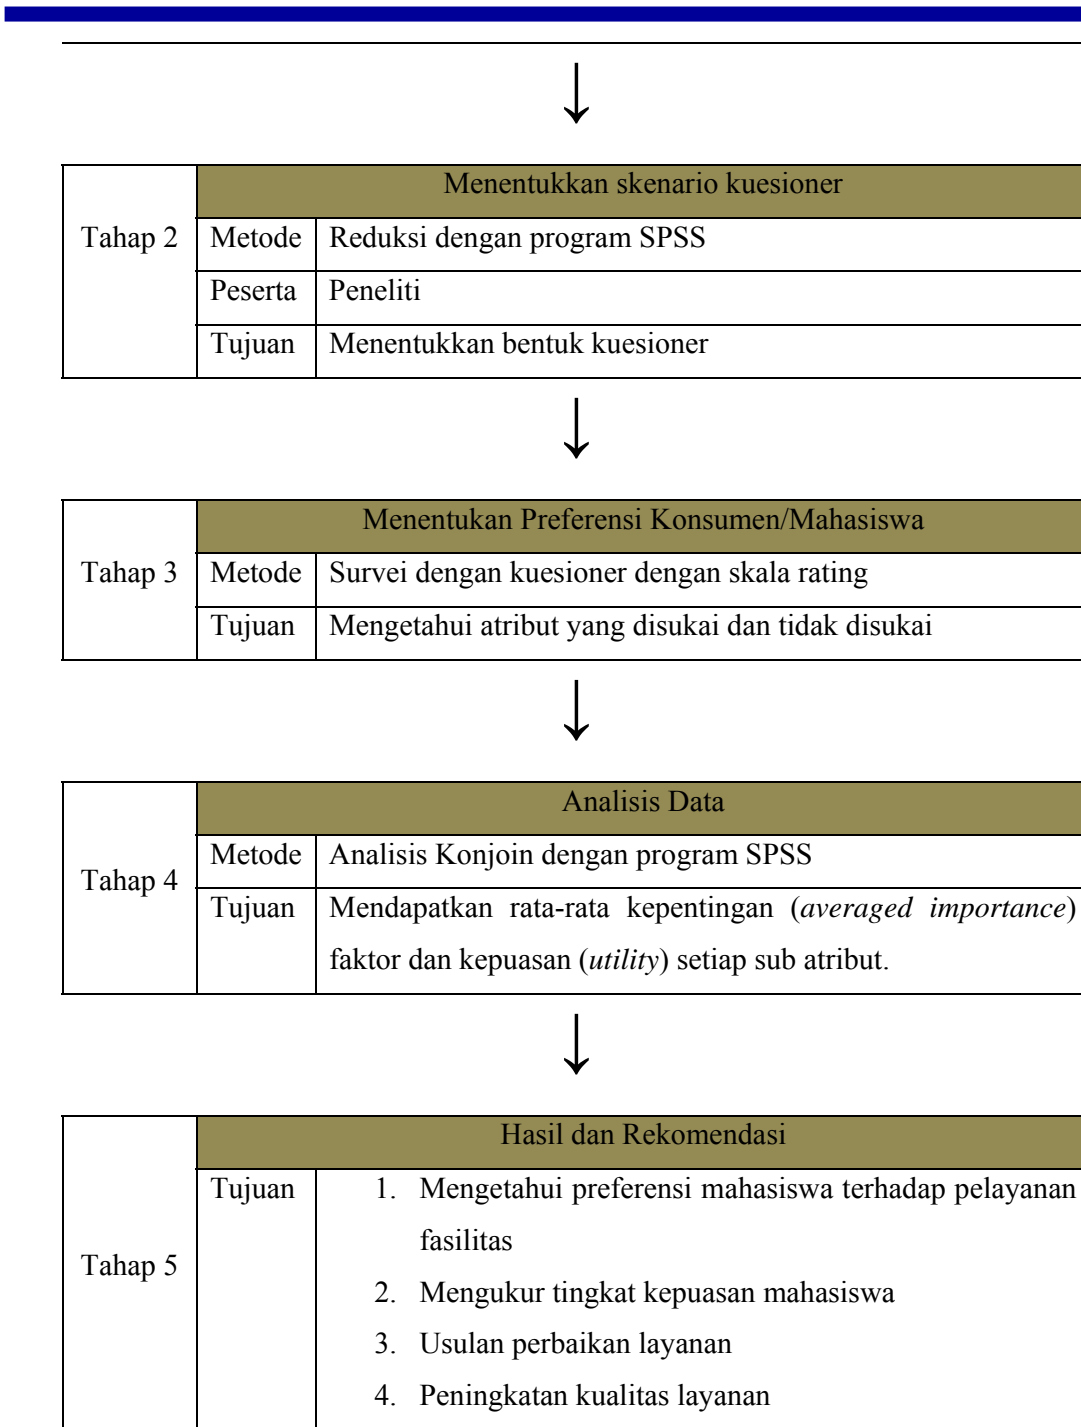 Menentukkan skenario kuesioner
Tahap 2
Metode
Reduksi dengan program SPSS
Peserta
Peneliti
Tujuan
Menentukkan bentuk kuesioner
Menentukan Preferensi Konsumen/Mahasiswa
Tahap 3
Metode
Survei dengan kuesioner dengan skala rating
Tujuan
Mengetahui atribut yang disukai dan tidak disukai
Analisis Data
Tahap 4
Metode
Analisis Konjoin dengan program SPSS
Tujuan
Mendapatkan rata-rata kepentingan (averaged importance)
faktor dan kepuasan (utility) setiap sub atribut.
Hasil dan Rekomendasi
Tahap 5
Tujuan
1. Mengetahui preferensi mahasiswa terhadap pelayanan
fasilitas
2. Mengukur tingkat kepuasan mahasiswa
3. Usulan perbaikan layanan
4. Peningkatan kualitas layanan